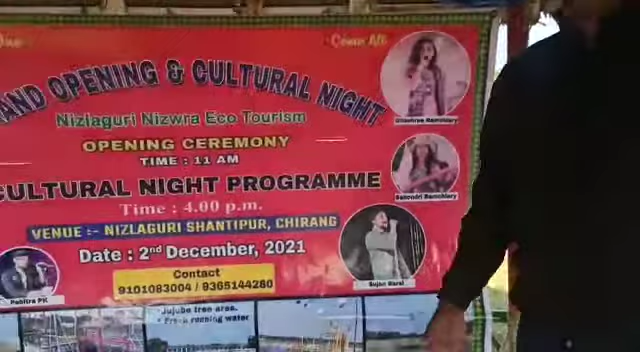 Come All
AND OPENING & CULTURAL NIGHT
Nizlaguri Nizwra Eco Tourism
OPENING CEREMONY
TIME : 11 AM
CULTURAL NIGHT PROGRAMME
Time : 4.00 p.m.
VENUE :- NIZLAGURI SHANTIPUR, CHIRANG
Date : 2nd December, 2021
Contact
9101083004 / 9365144280
Pabitra PK
Jujube tree area.
Fresh running water